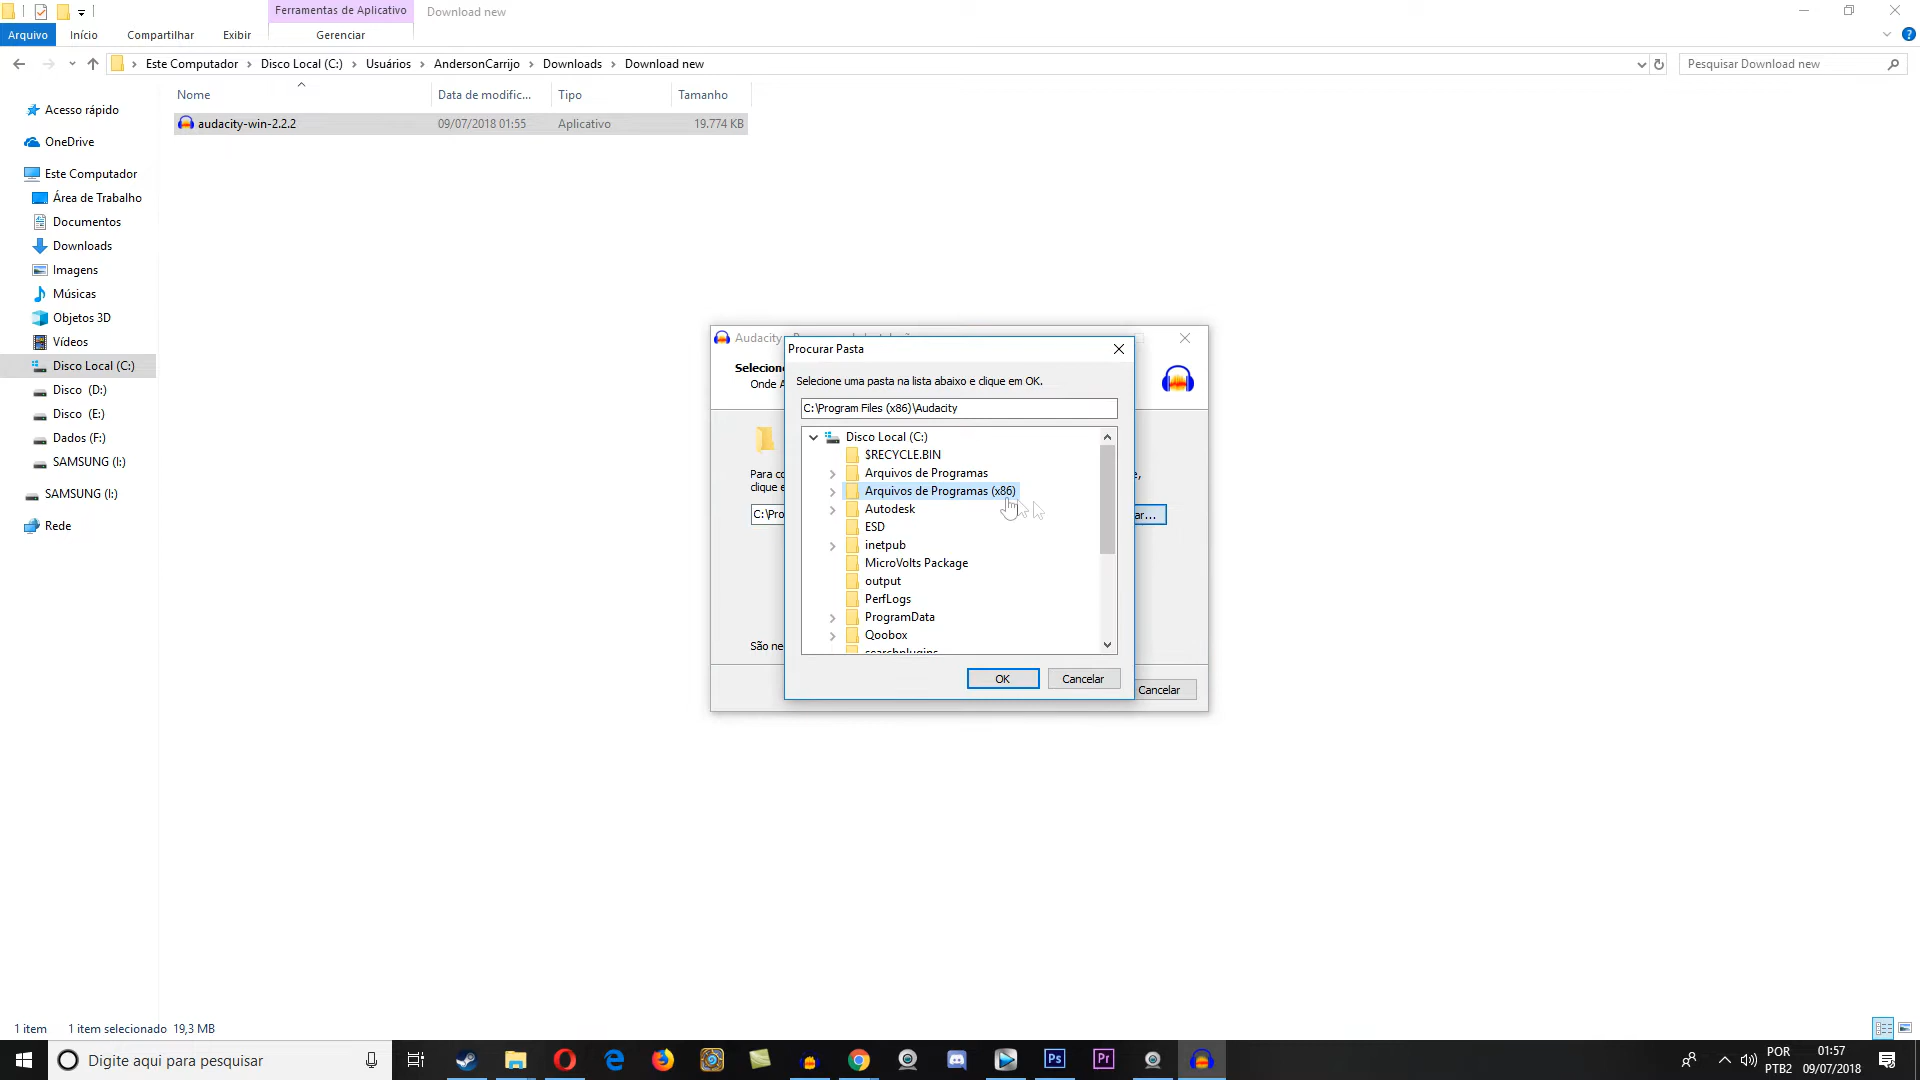 Ferramentas de Aplicativo
Download new
Arquivo
Início
Compartilhar
Exibir
Gerenciar
Este Computador
Disco Local (C:)
Usuários
AndersonCarrijo
Downloads
Download new
Pesquisar Download new
Nome
Data de modific...
Tipo
Tamanho
audacity-win-2.2.2
09/07/2018 01:55
Aplicativo
19.774 KB
Acesso rápido
OneDrive
Este Computador
Área de Trabalho
Documentos
Downloads
Imagens
Músicas
Objetos 3D
Vídeos
Disco Local (C:)
Disco (D:)
Disco (E:)
Dados (F:)
SAMSUNG (I:)
SAMSUNG (I:)
Rede
Audacity
Selecion
Onde A
Para co
clique e
C:\Pro
ar...
São ne
Cancelar
Procurar Pasta
Selecione uma pasta na lista abaixo e clique em OK.
C:\Program Files (x86)\Audacity
Disco Local (C:)
$RECYCLE.BIN
Arquivos de Programas
Arquivos de Programas (x86)
Autodesk
ESD
inetpub
MicroVolts Package
output
PerfLogs
ProgramData
Qoobox
searchplugins
OK
Cancelar
1 item
1 item selecionado 19,3 MB
Digite aqui para pesquisar
Ps
Pr
POR
PTB2
01:57
09/07/2018